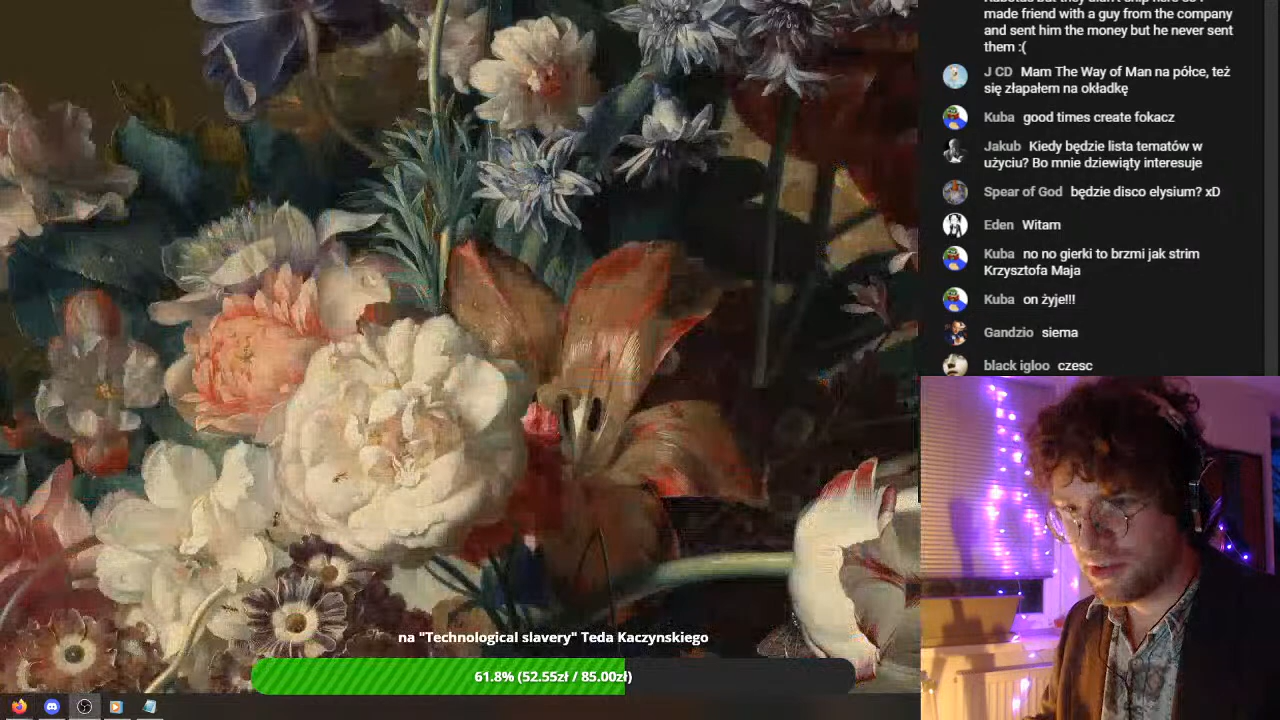 made friend with a guy from the company
and sent him the money but he never sent
them :(
J CD Mam The Way of Man na półce, też
się złapałem na okładkę
Kuba good times create fokacz
Jakub Kiedy będzie lista tematów w
użyciu? Bo mnie dziewiąty interesuje
Spear of God będzie disco elysium? xD
Eden Witam
Kuba no no gierki to brzmi jak strim
Krzysztofa Maja
Kuba on żyje!!!
Gandzio siema
black igloo czesc
na "Technological slavery" Teda Kaczynskiego
61.8% (52.55zł / 85.00zł)